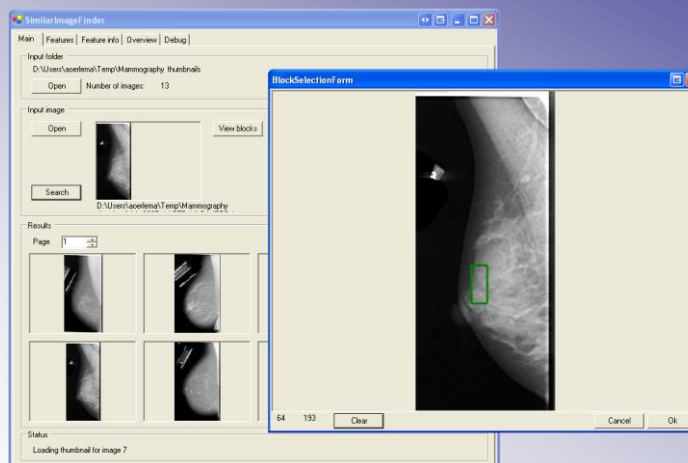 SimilarImageFinder
Main
Features
Feature info
Overview
Debug
Input folder
D:\Users\aoerlema\Temp\Mammography thumbnails
Open
Number of images: 13
Input image
Open
View blocks
Search
D:\Users\aoerlema\Temp\Mammography
Results
Page 1
Status
Loading thumbnail for image 7
BlockSelectionForm
64 193
Clear
Cancel
Ok